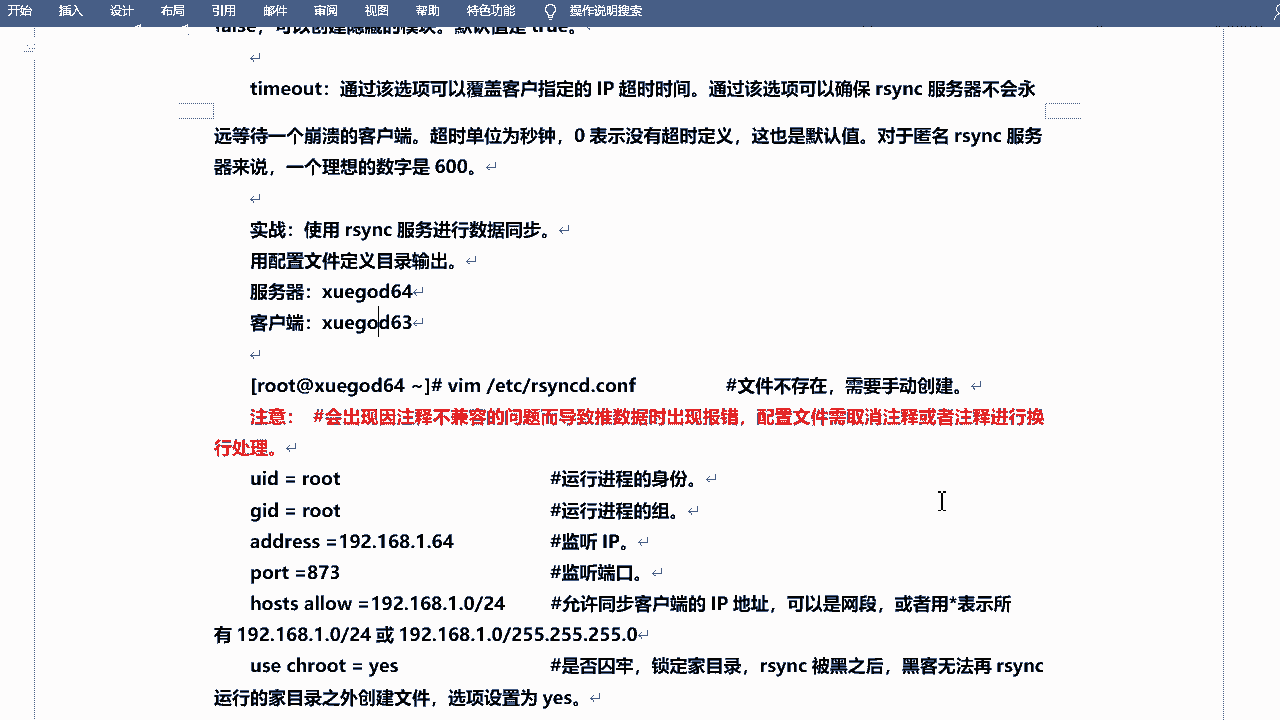 开始 插入 设计 布局 引用 邮件 审阅 视图 帮助 特色功能 操作说明搜索
false，可以创建隐藏的模块。默认值是 true。
timeout：通过该选项可以覆盖客户指定的 IP 超时时间。通过该选项可以确保 rsync 服务器不会永
远等待一个崩溃的客户端。超时单位为秒钟，0 表示没有超时定义，这也是默认值。对于匿名 rsync 服务
器来说，一个理想的数字是 600。
实战：使用 rsync 服务进行数据同步。
用配置文件定义目录输出。
服务器：xuegod64
客户端：xuegod63
[root@xuegod64 ~]# vim /etc/rsyncd.conf #文件不存在，需要手动创建。
注意： #会出现因注释不兼容的问题而导致推数据时出现报错，配置文件需取消注释或者注释进行换
行处理。
uid = root #运行进程的身份。
gid = root #运行进程的组。
address =192.168.1.64 #监听 IP。
port =873 #监听端口。
hosts allow =192.168.1.0/24 #允许同步客户端的 IP 地址，可以是网段，或者用*表示所
有 192.168.1.0/24 或 192.168.1.0/255.255.255.0
use chroot = yes #是否囚牢，锁定家目录，rsync 被黑之后，黑客无法再 rsync
运行的家目录之外创建文件，选项设置为 yes。